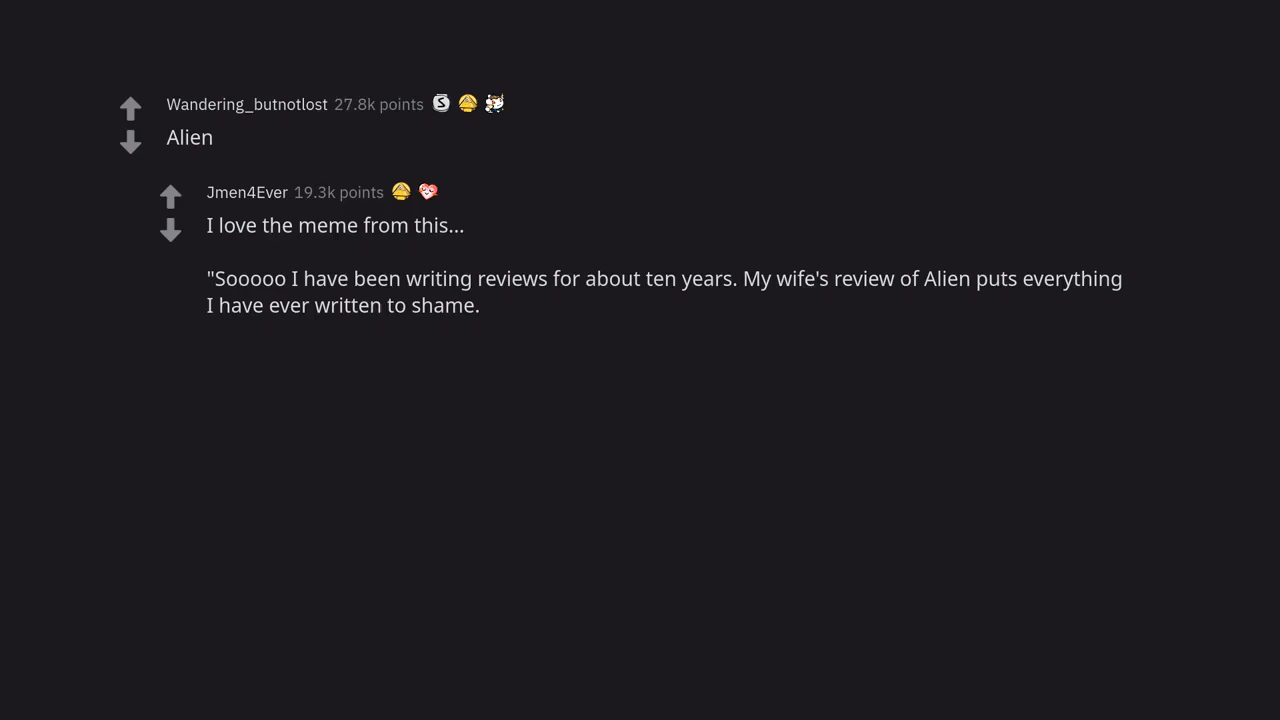 Wandering_butnotlost 27.8k points
Alien
Jmen4Ever 19.3k points
I love the meme from this...
"Sooooo I have been writing reviews for about ten years. My wife's review of Alien puts everything
I have ever written to shame.